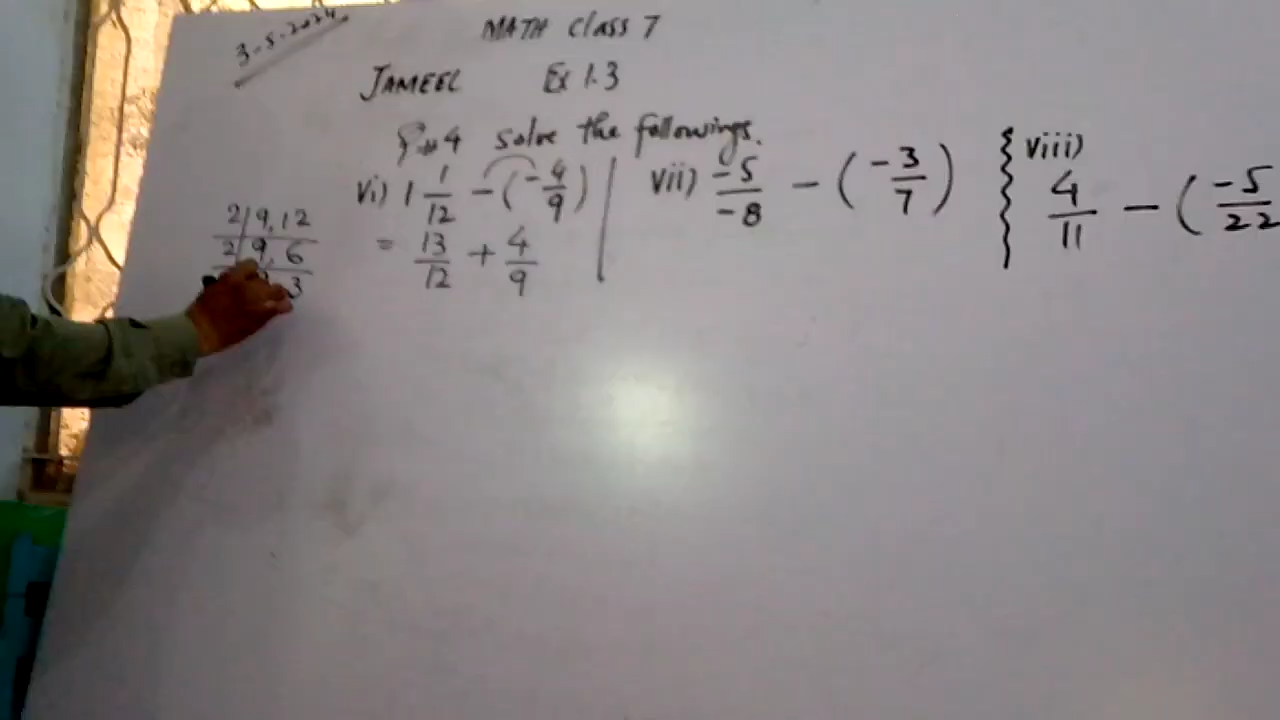 3-5-2024
MATH Class 7
JAMEEL Ex 1.3
Q#4 Solve the followings.
vi) 1 1/12 - (-4/9)
= 13/12 + 4/9
2 | 9, 12
2 | 9, 6
3
vii) -5/-8 - (-3/7)
viii) 4/11 - (-5/22